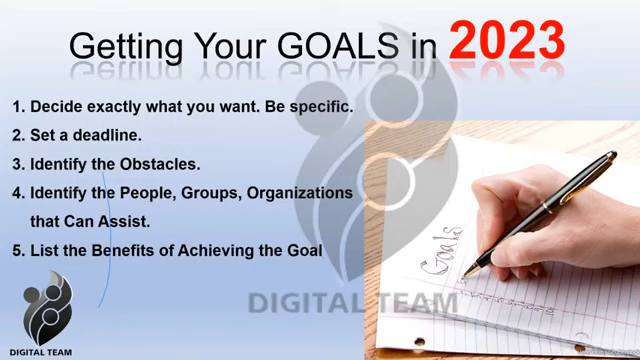 Getting Your GOALS in 2023
1. Decide exactly what you want. Be specific.
2. Set a deadline.
3. Identify the Obstacles.
4. Identify the People, Groups, Organizations
that Can Assist.
5. List the Benefits of Achieving the Goal
Goals
DIGITAL TEAM
DIGITAL TEAM